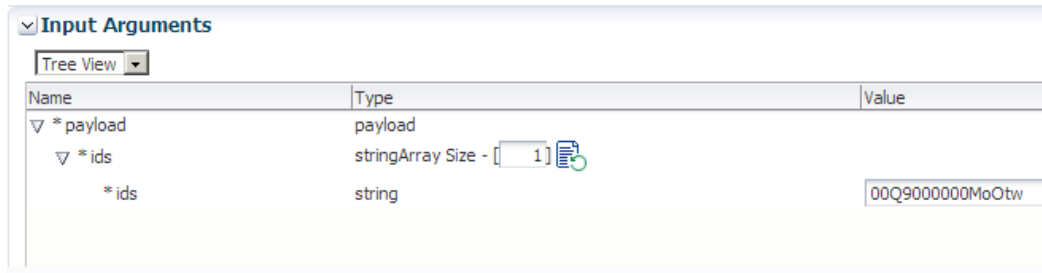 Input Arguments
Tree View
Name Type Value
* payload payload
* ids stringArray Size - [ 1]
* ids string 00Q9000000MoOtw